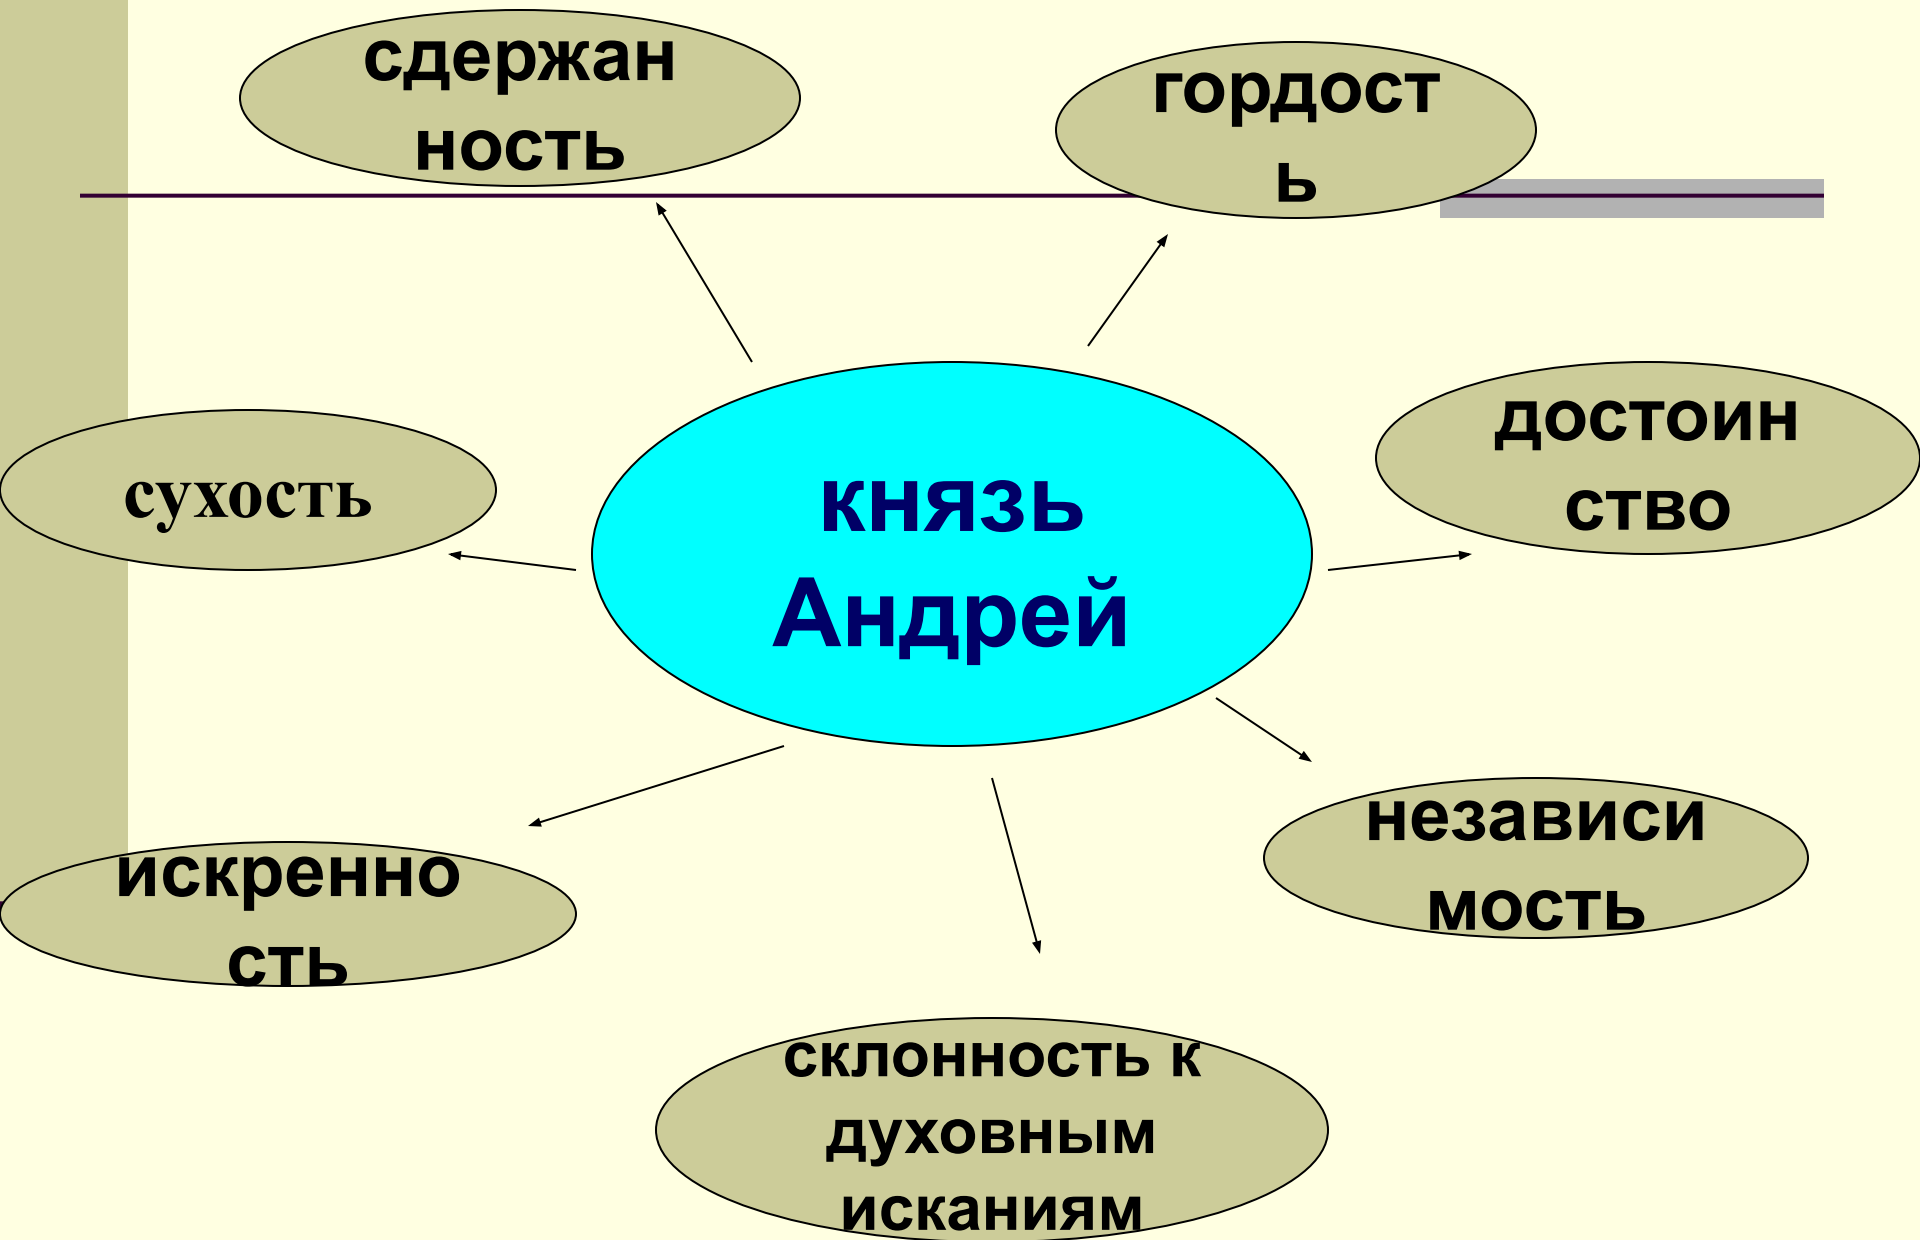 сдержан
ность
гордост
ь
достоин
ство
сухость
князь
Андрей
независи
мость
искренно
сть
склонность к
духовным
исканиям